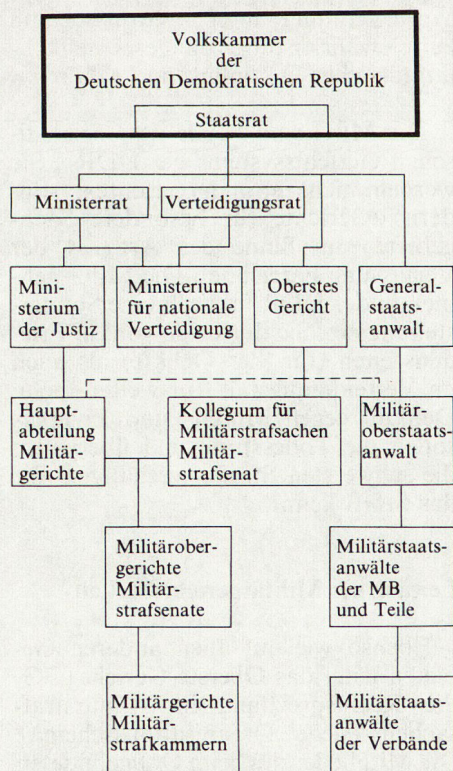 Volkskammer
der
Deutschen Demokratischen Republik
Staatsrat
Ministerrat
Verteidigungsrat
Mini-
sterium
der Justiz
Ministerium
für nationale
Verteidigung
Oberstes
Gericht
General-
staats-
anwalt
Haupt-
abteilung
Militär-
gerichte
Kollegium für
Militärstrafsachen
Militär-
strafsenat
Militär-
oberstaats-
anwalt
Militärober-
gerichte
Militär-
strafsenate
Militärstaats-
anwälte
der MB
und Teile
Militärgerichte
Militär-
strafkammern
Militärstaats-
anwälte
der Verbände